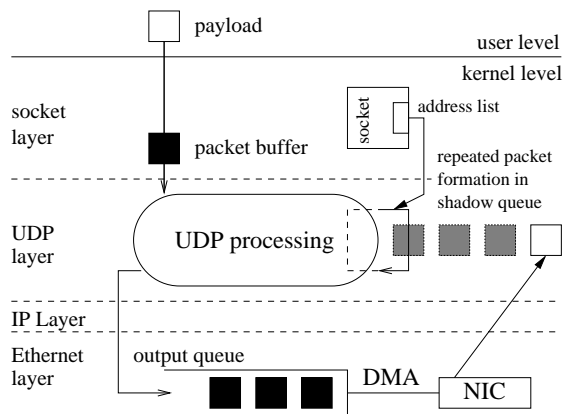 payload
user level
kernel level
socket
layer
packet buffer
socket
address list
repeated packet
formation in
shadow queue
UDP
layer
UDP processing
IP Layer
Ethernet
layer
output queue
DMA
NIC